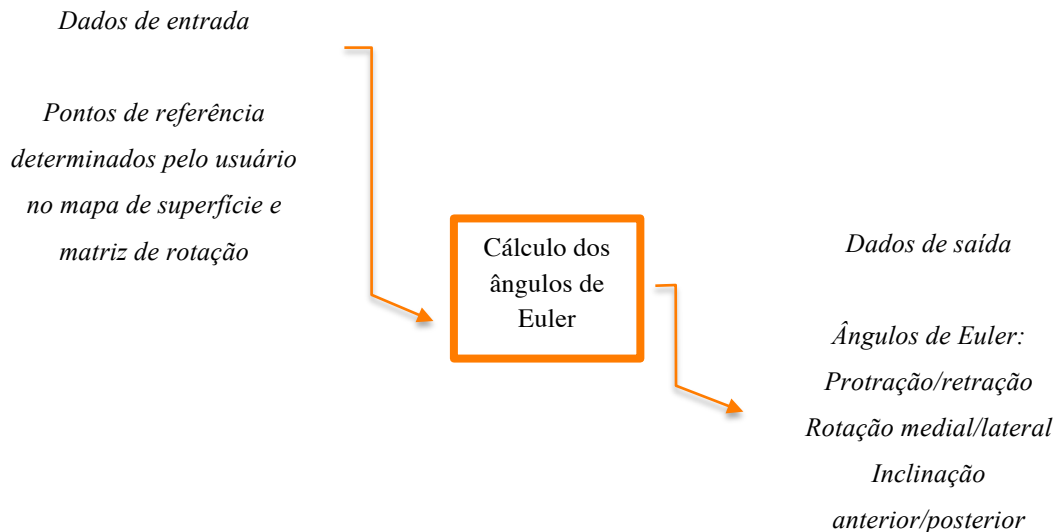 Dados de entrada
Pontos de referência
determinados pelo usuário
no mapa de superfície e
matriz de rotação
Cálculo dos
ângulos de
Euler
Dados de saída
Ângulos de Euler:
Protração/retração
Rotação medial/lateral
Inclinação
anterior/posterior